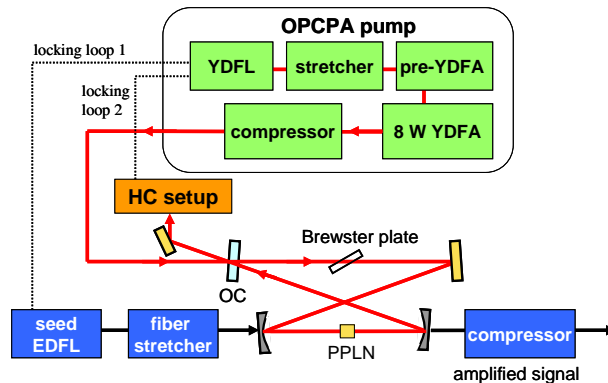 OPCPA pump
locking loop 1
YDFL
stretcher
pre-YDFA
locking
loop 2
compressor
8 W YDFA
HC setup
Brewster plate
OC
seed
EDFL
fiber
stretcher
PPLN
compressor
amplified signal